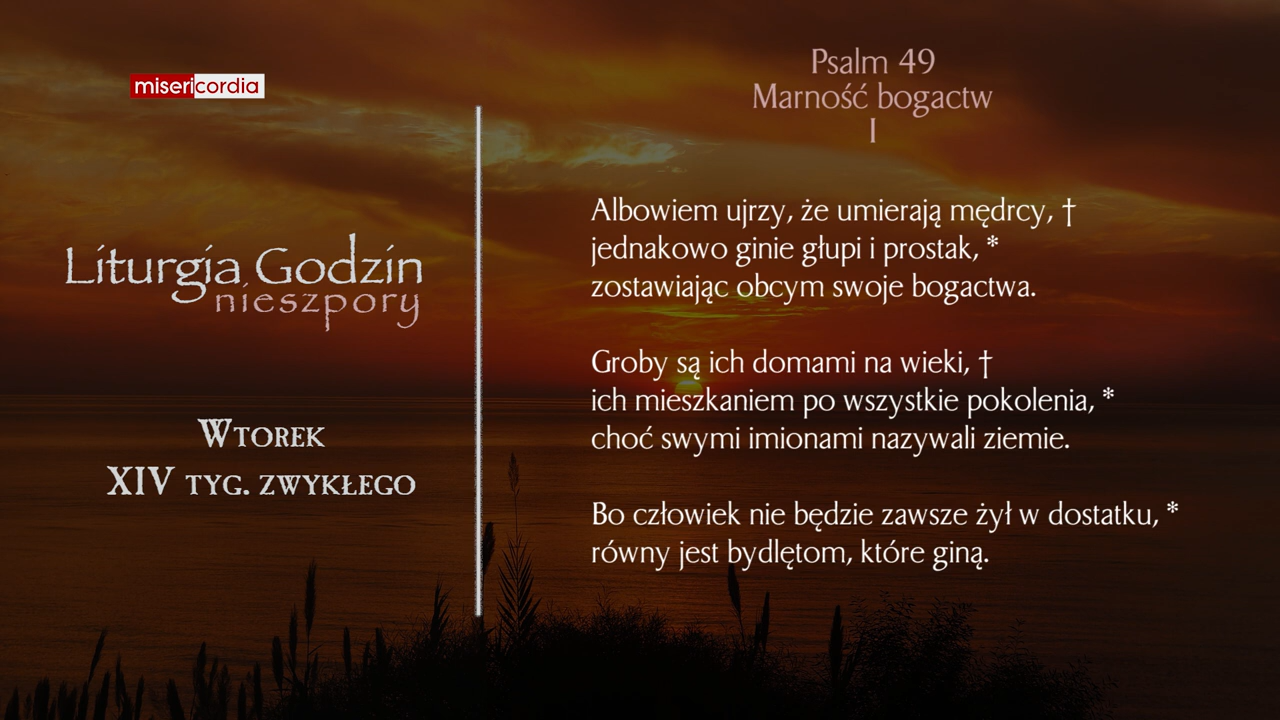 misericordia
Liturgia Godzin
nieszpory
Wtorek
XIV tyg. zwykłego
Psalm 49
Marność bogactw
I
Albowiem ujrzy, że umierają mędrcy, †
jednakowo ginie głupi i prostak, *
zostawiając obcym swoje bogactwa.
Groby są ich domami na wieki, †
ich mieszkaniem po wszystkie pokolenia, *
choć swymi imionami nazywali ziemie.
Bo człowiek nie będzie zawsze żył w dostatku, *
równy jest bydlętom, które giną.